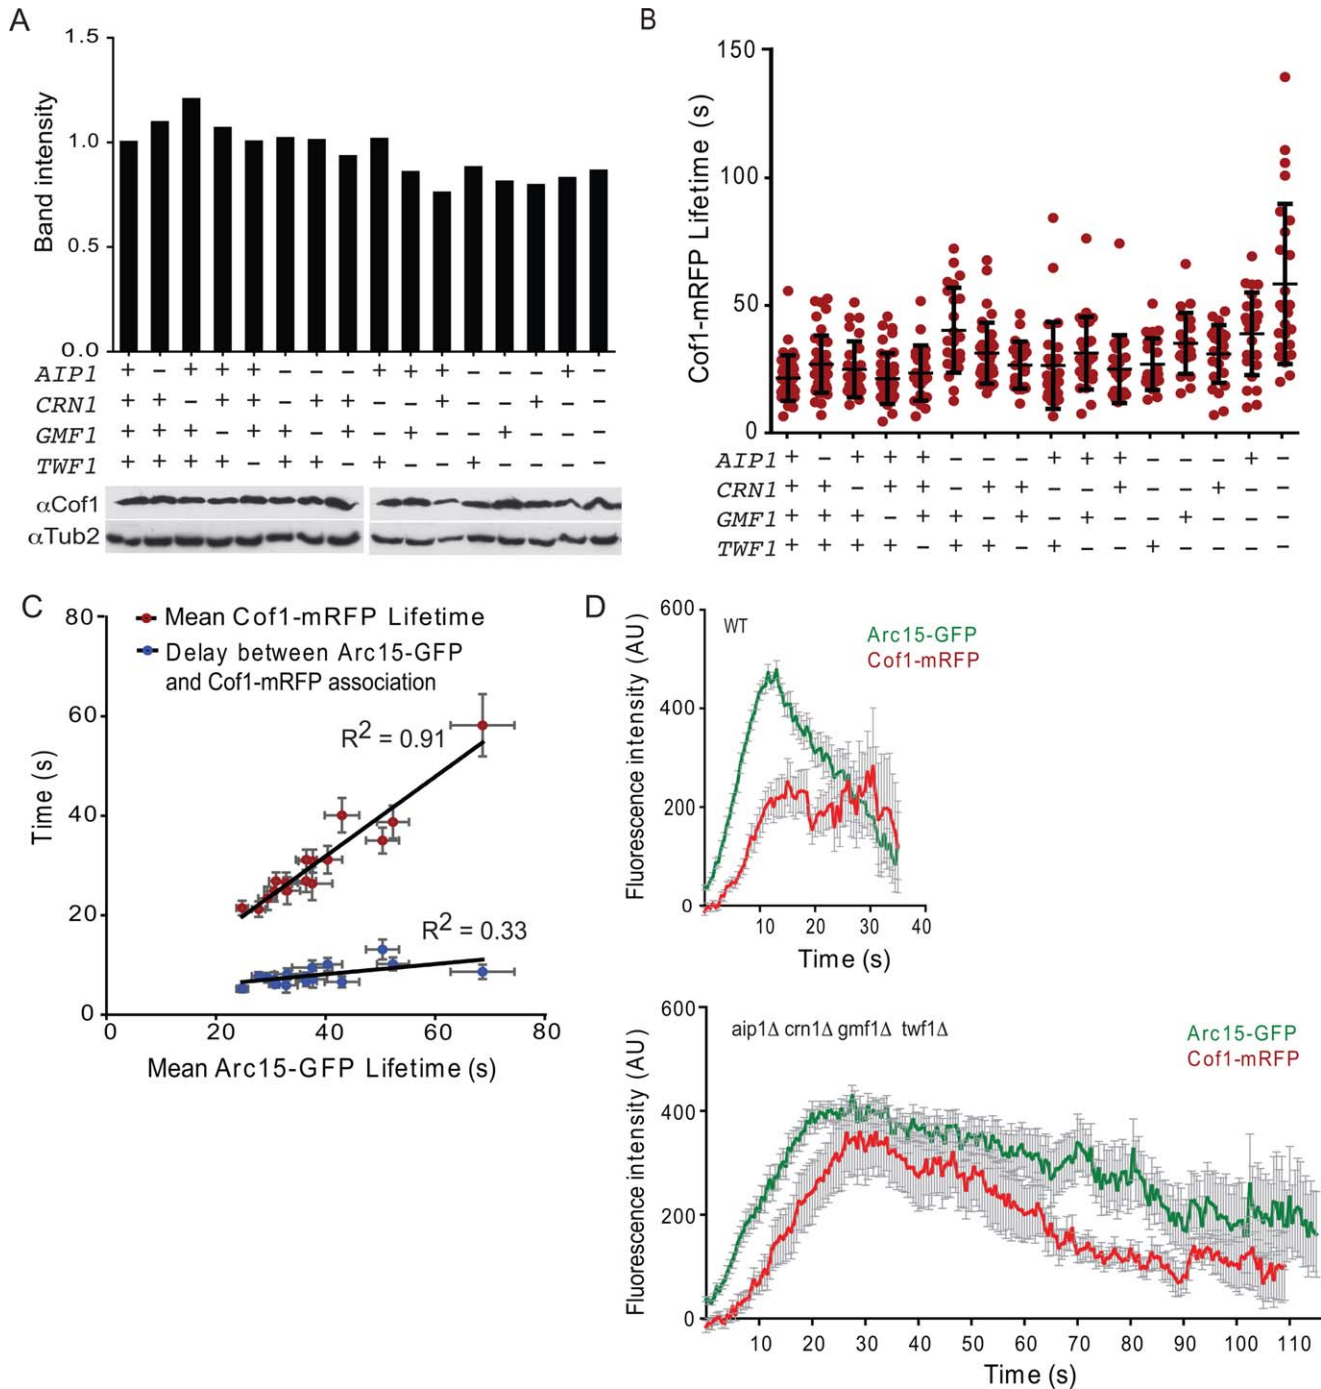 A
1.5
1.0
0.5
0.0
Band intensity
AIP1 + − + + + − − − + + + − − − + −
CRN1 + + − + + − + + − − + − − + − −
GMF1 + + + − + + − + − + − − + − − −
TWF1 + + + + − + + − + − − + − − − −
αCof1
αTub2
B
150
100
50
0
Cof1-mRFP Lifetime (s)
AIP1 + − + + + − − − + + + − − − + −
CRN1 + + − + + − + + − − + − − + − −
GMF1 + + + − + + − + − + − − + − − −
TWF1 + + + + − + + − + − − + − − − −
C
80
60
40
20
0
Time (s)
Mean Cof1-mRFP Lifetime
Delay between Arc15-GFP
and Cof1-mRFP association
R² = 0.91
R² = 0.33
0 20 40 60 80
Mean Arc15-GFP Lifetime (s)
D
600
400
200
0
Fluorescence intensity (AU)
WT
Arc15-GFP
Cof1-mRFP
10 20 30 40
Time (s)
600
400
200
0
Fluorescence intensity (AU)
aip1Δ crn1Δ gmf1Δ twf1Δ
Arc15-GFP
Cof1-mRFP
10 20 30 40 50 60 70 80 90 100 110
Time (s)